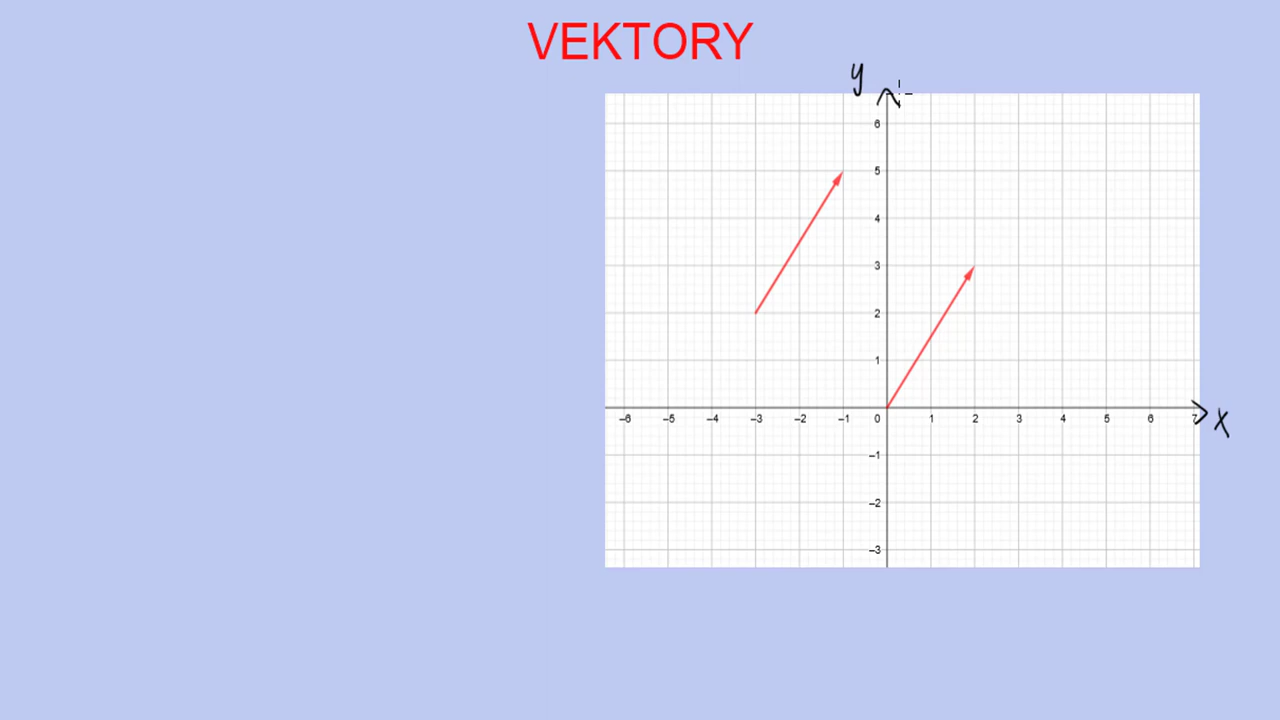 VEKTORY
y
6
5
4
3
2
1
–6 –5 –4 –3 –2 –1 0 1 2 3 4 5 6 7
x
–1
–2
–3